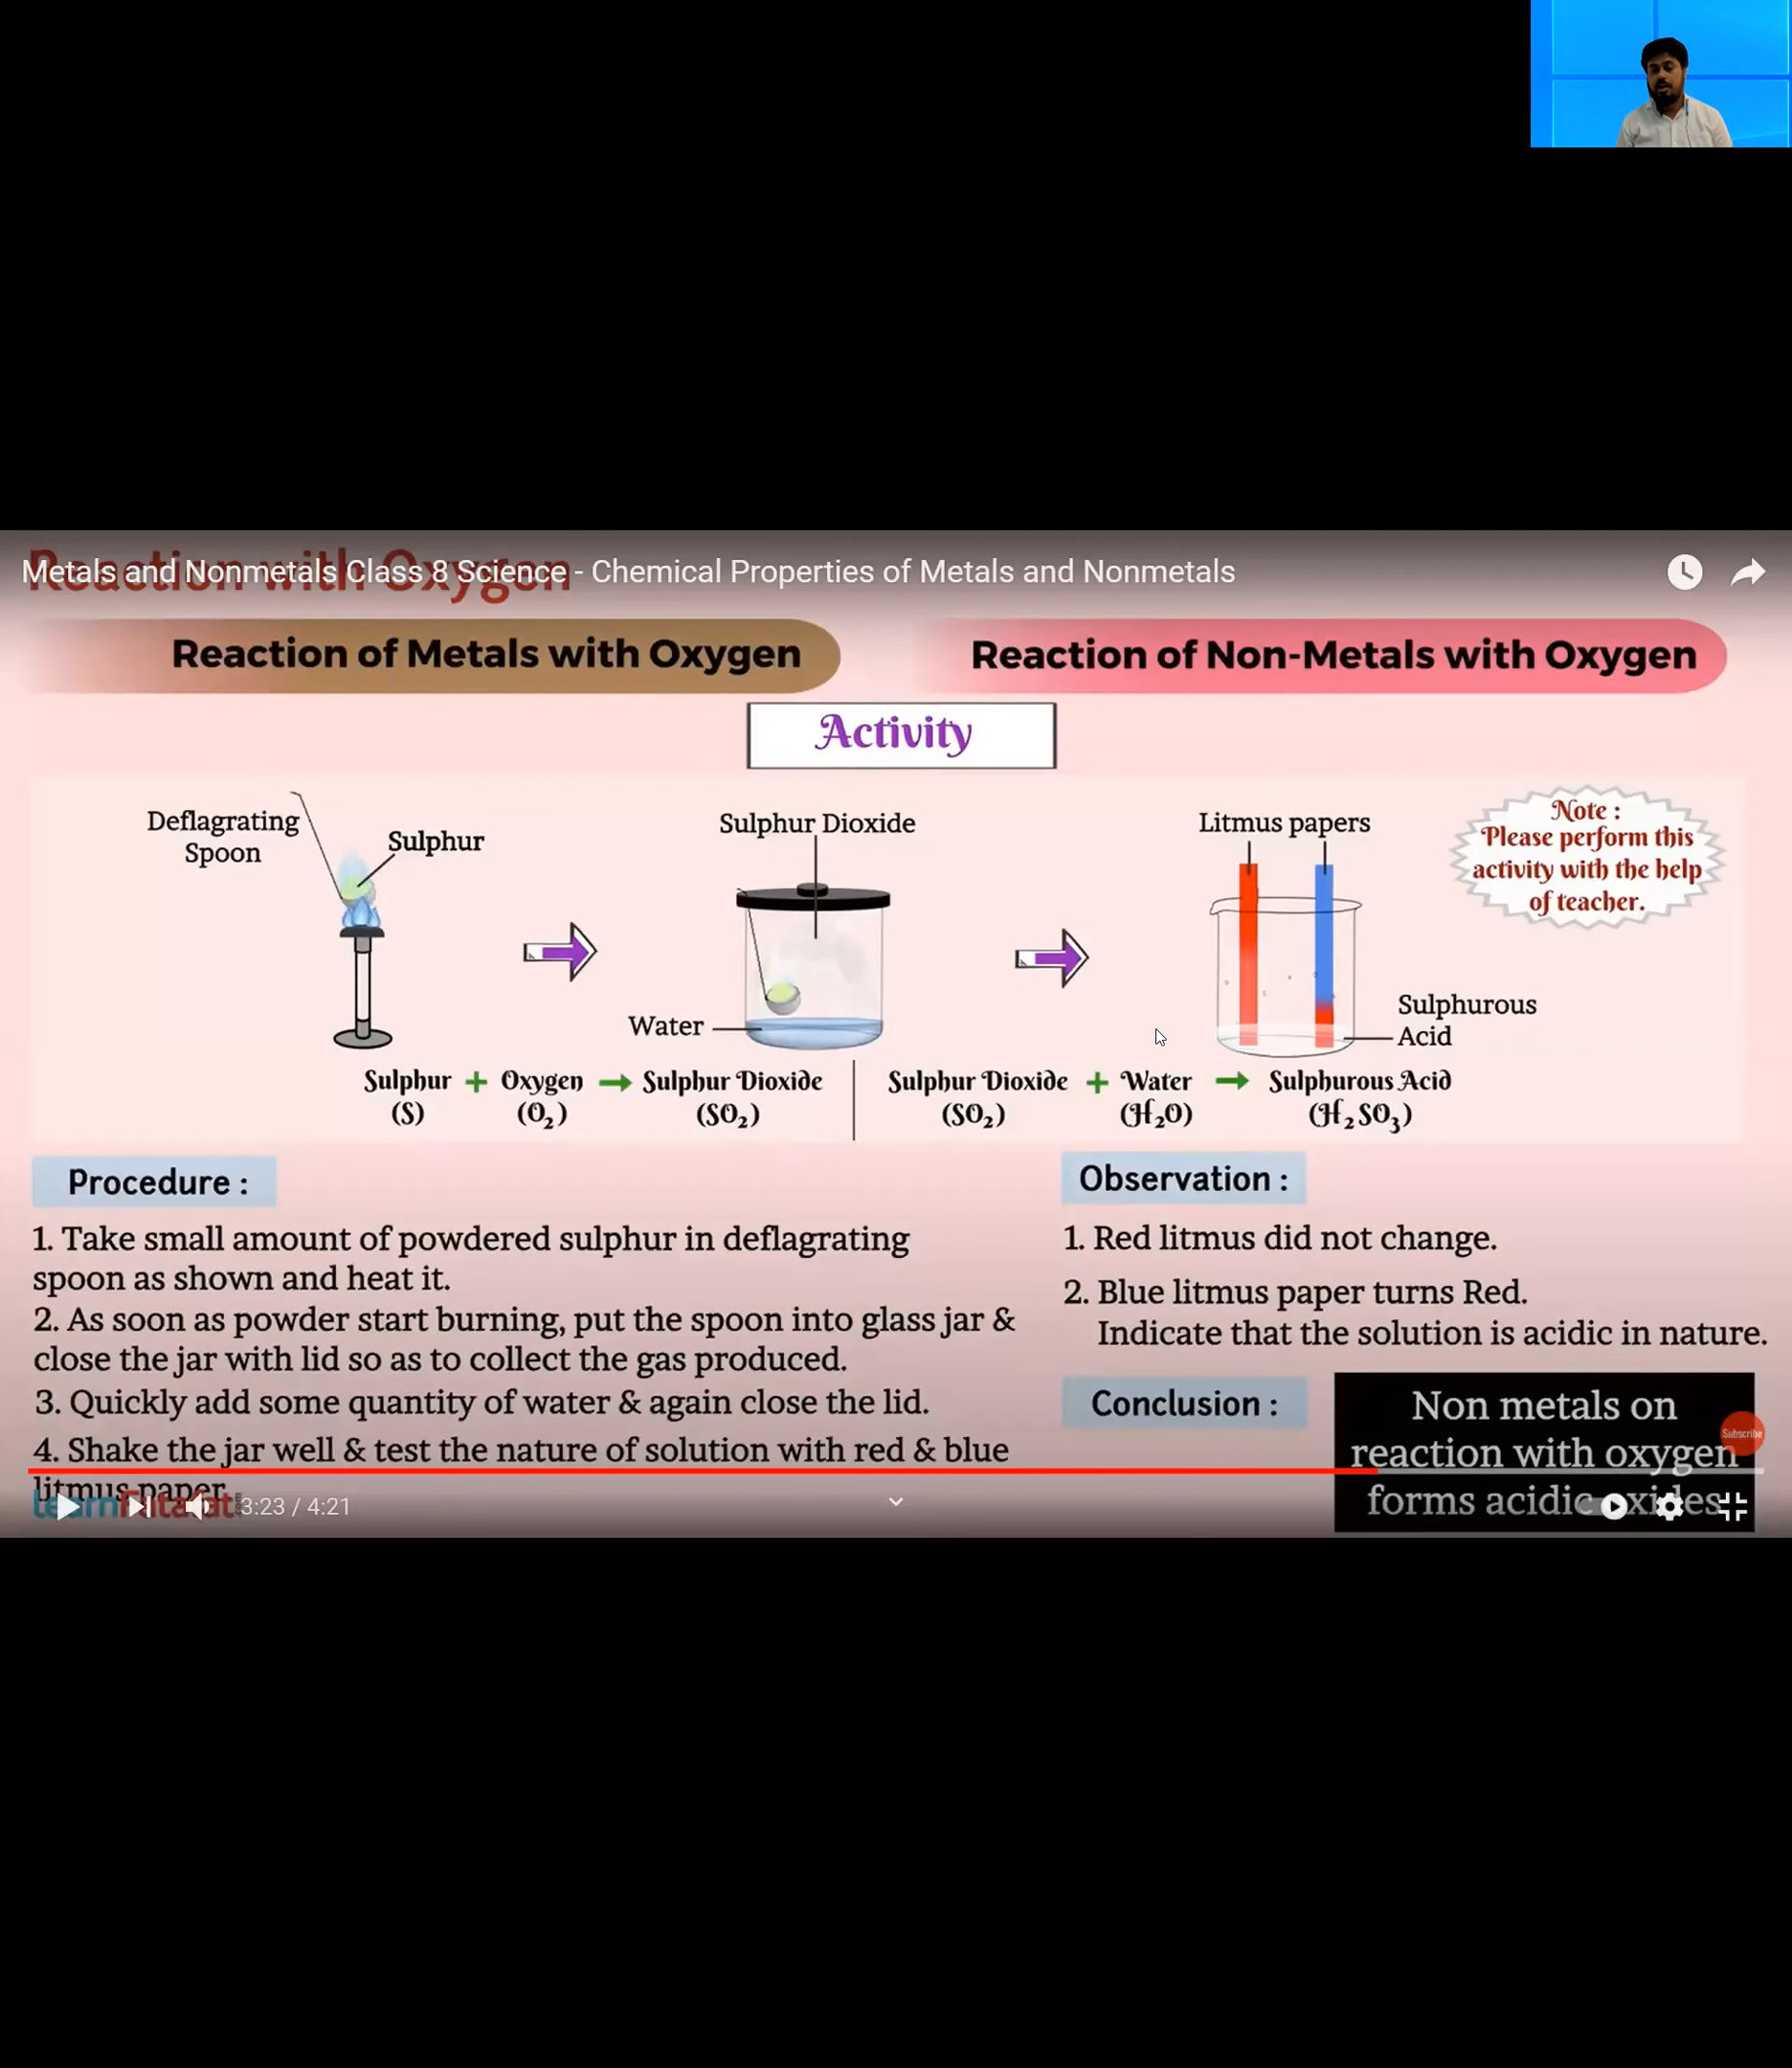 Reaction with Oxygen
Metals and Nonmetals Class 8 Science - Chemical Properties of Metals and Nonmetals
Reaction of Metals with Oxygen
Reaction of Non-Metals with Oxygen
Activity
Deflagrating
Spoon
Sulphur
Sulphur Dioxide
Water
Litmus papers
Sulphurous
Acid
Note :
Please perform this
activity with the help
of teacher.
Sulphur + Oxygen → Sulphur Dioxide
(S) (O₂) (SO₂)
Sulphur Dioxide + Water → Sulphurous Acid
(SO₂) (H₂O) (H₂SO₃)
Procedure :
1. Take small amount of powdered sulphur in deflagrating
spoon as shown and heat it.
2. As soon as powder start burning, put the spoon into glass jar &
close the jar with lid so as to collect the gas produced.
3. Quickly add some quantity of water & again close the lid.
4. Shake the jar well & test the nature of solution with red & blue
litmus paper
Observation :
1. Red litmus did not change.
2. Blue litmus paper turns Red.
Indicate that the solution is acidic in nature.
Conclusion :
Non metals on
reaction with oxygen
forms acidic oxides
Subscribe
learnFatafat
3:23 / 4:21